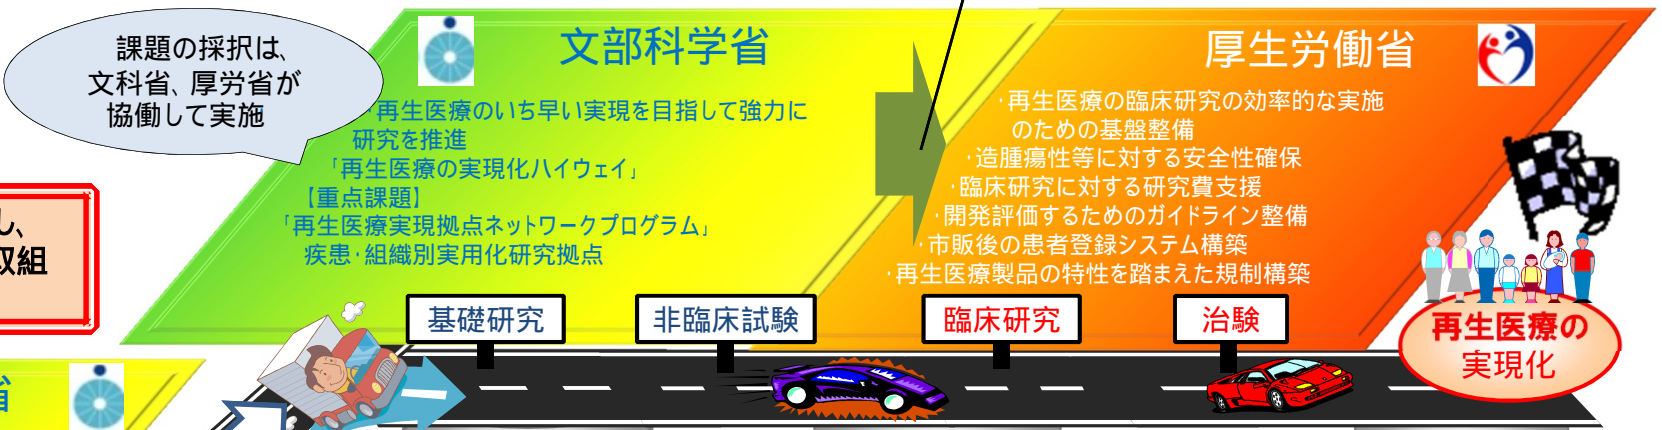 課題の採択は、
文科省、厚労省が
協働して実施
文部科学省
・再生医療のいち早い実現を目指して強力に
研究を推進
「再生医療の実現化ハイウェイ」
【重点課題】
「再生医療実現拠点ネットワークプログラム」
疾患・組織別実用化研究拠点
厚生労働省
・再生医療の臨床研究の効率的な実施
のための基盤整備
・造腫瘍性等に対する安全性確保
・臨床研究に対する研究費支援
・開発評価するためのガイドライン整備
・市販後の患者登録システム構築
・再生医療製品の特性を踏まえた規制構築
し、
取組
基礎研究
非臨床試験
臨床研究
治験
再生医療の
実現化
省